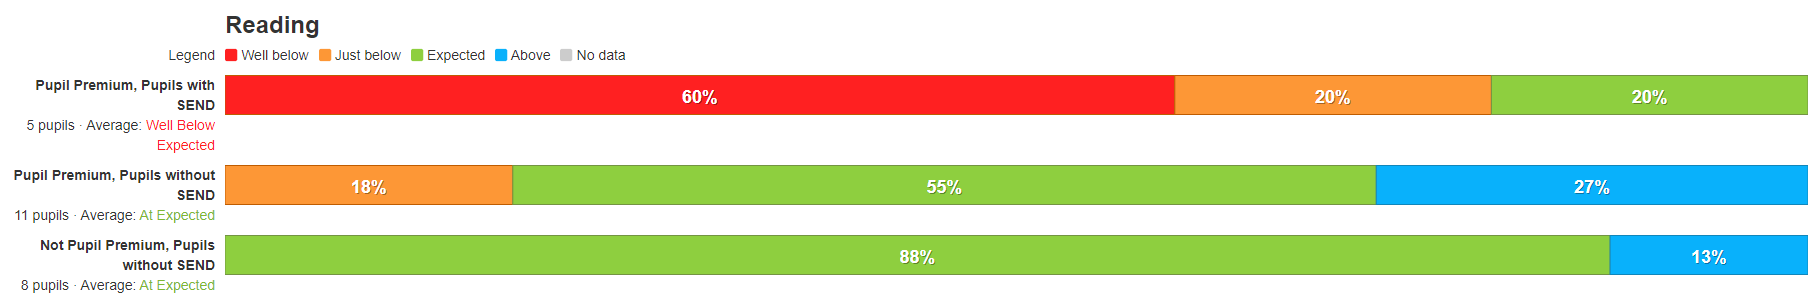 Reading
Legend Well below Just below Expected Above No data
Pupil Premium, Pupils with
SEND
5 pupils · Average: Well Below
Expected
60% 20% 20%
Pupil Premium, Pupils without
SEND
11 pupils · Average: At Expected
18% 55% 27%
Not Pupil Premium, Pupils
without SEND
8 pupils · Average: At Expected
88% 13%